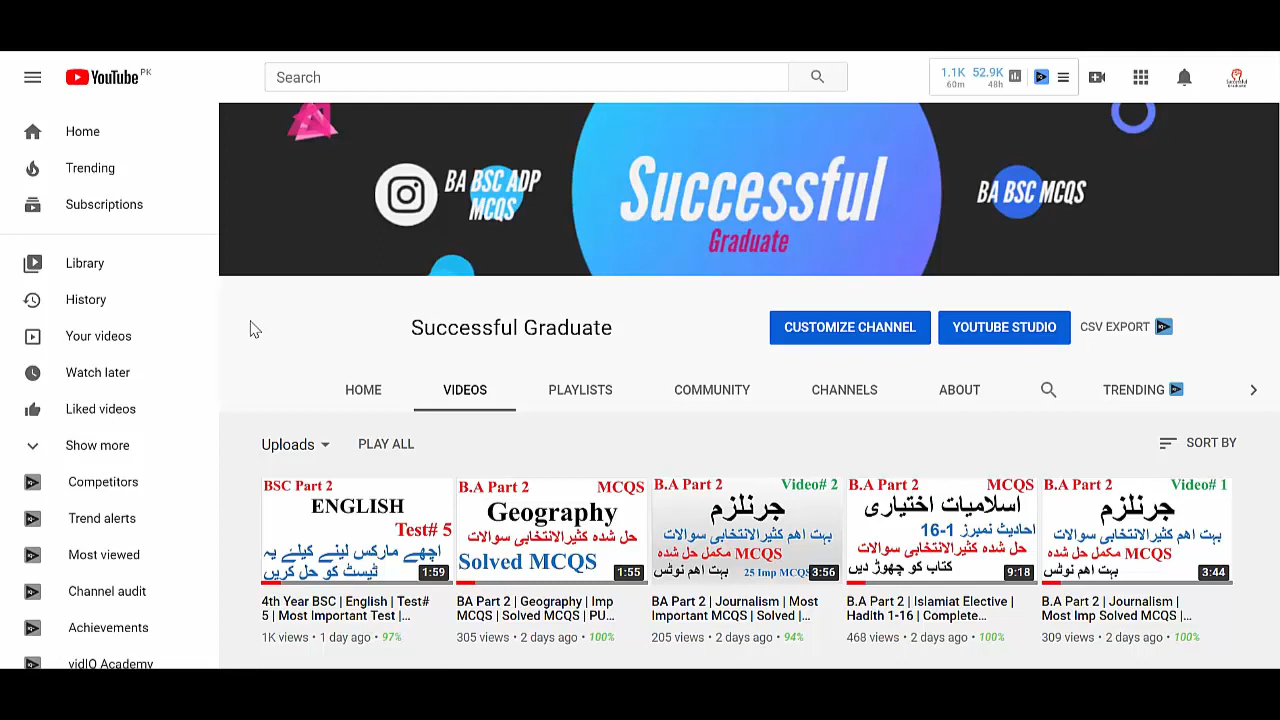 YouTube PK
Search
1.1K 52.9K
60m 48h
Home
Trending
Subscriptions
Library
History
Your videos
Watch later
Liked videos
Show more
Competitors
Trend alerts
Most viewed
Channel audit
Achievements
vidIQ Academy
BA BSC ADP
MCQS
Successful
Graduate
BA BSC MCQS
Successful Graduate
CUSTOMIZE CHANNEL
YOUTUBE STUDIO
CSV EXPORT
HOME
VIDEOS
PLAYLISTS
COMMUNITY
CHANNELS
ABOUT
TRENDING
Uploads
PLAY ALL
SORT BY
BSC Part 2
ENGLISH
Test# 5
اچھے مارکس لینے کیلئے یہ
ٹیسٹ کو حل کریں
1:59
4th Year BSC | English | Test#
5 | Most Important Test |...
1K views • 1 day ago • 97%
B.A Part 2 MCQS
Geography
حل شدہ کثیرالانتخابی سوالات
Solved MCQS
1:55
BA Part 2 | Geography | Imp
MCQS | Solved MCQS | PU...
305 views • 2 days ago • 100%
B.A Part 2 Video# 2
جرنلزم
بہت اہم کثیرالانتخابی سوالات
MCQS مکمل حل شدہ
بہت اہم نوٹس 25 Imp MCQS
3:56
BA Part 2 | Journalism | Most
Important MCQS | Solved |...
205 views • 2 days ago • 94%
B.A Part 2 MCQS
اسلامیات اختیاری
احادیث نمبرز 1-16
حل شدہ کثیرالانتخابی سوالات
کتاب کو چھوڑ دیں
9:18
B.A Part 2 | Islamiat Elective |
HadIth 1-16 | Complete...
468 views • 2 days ago • 100%
B.A Part 2 Video# 1
جرنلزم
بہت اہم کثیرالانتخابی سوالات
MCQS مکمل حل شدہ
بہت اہم نوٹس
3:44
B.A Part 2 | Journalism |
Most Imp Solved MCQS |...
309 views • 2 days ago • 100%